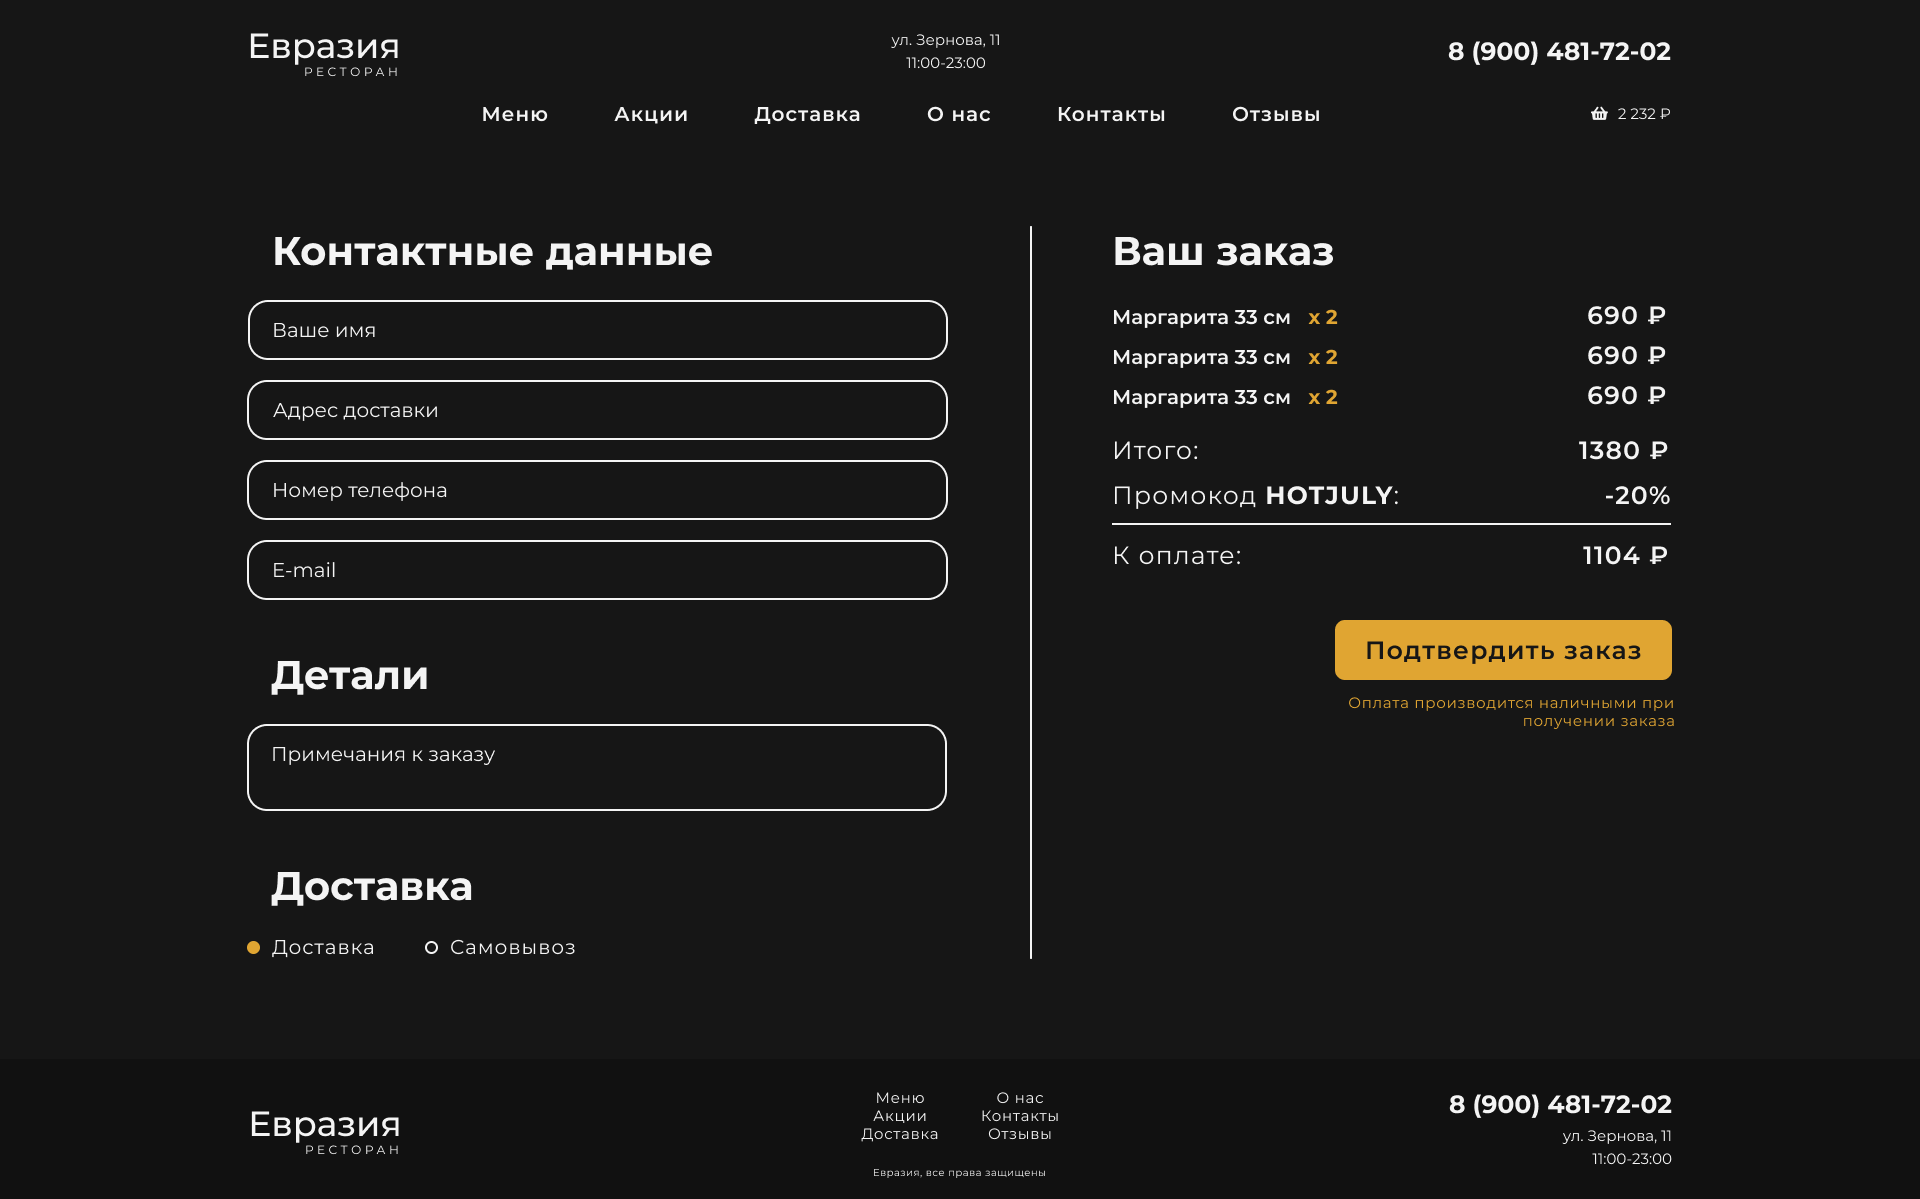 Евразия
РЕСТОРАН
ул. Зернова, 11
11:00-23:00
8 (900) 481-72-02
Меню Акции Доставка О нас Контакты Отзывы
2 232 ₽
Контактные данные
Ваше имя
Адрес доставки
Номер телефона
E-mail
Детали
Примечания к заказу
Доставка
Доставка Самовывоз
Ваш заказ
Маргарита 33 см x 2 690 ₽
Маргарита 33 см x 2 690 ₽
Маргарита 33 см x 2 690 ₽
Итого: 1380 ₽
Промокод HOTJULY: -20%
К оплате: 1104 ₽
Подтвердить заказ
Оплата производится наличными при
получении заказа
Евразия
РЕСТОРАН
Меню О нас
Акции Контакты
Доставка Отзывы
Евразия, все права защищены
8 (900) 481-72-02
ул. Зернова, 11
11:00-23:00